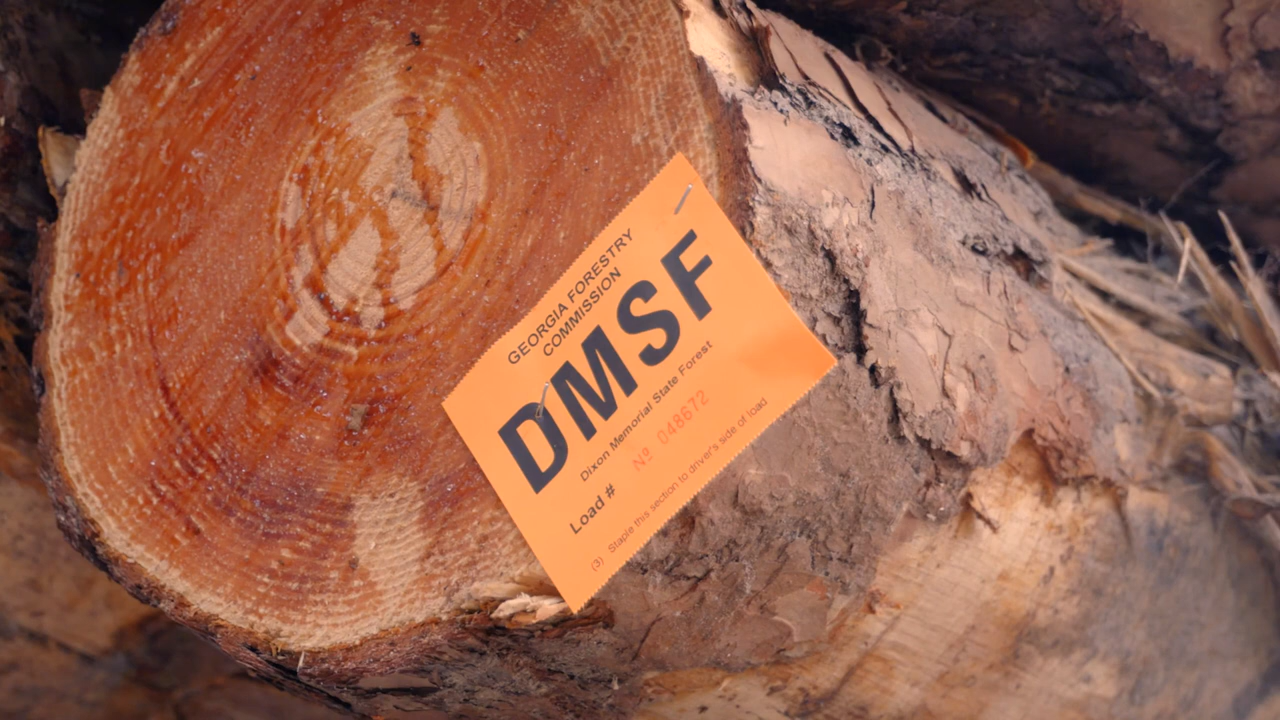 GEORGIA FORESTRY
COMMISSION
DMSF
Dixon Memorial State Forest
Nº 048672
Load #
(3) Staple this section to driver's side of load